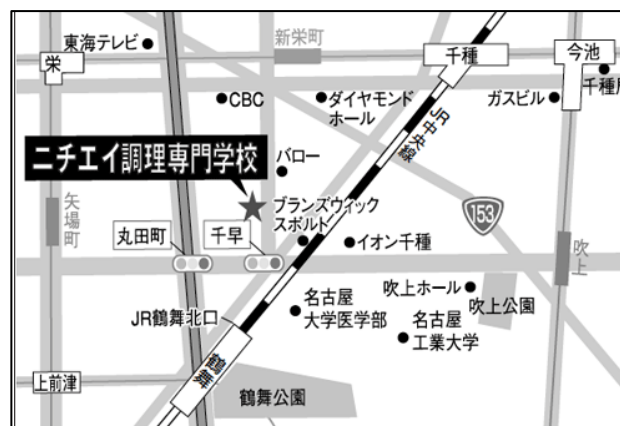 東海テレビ
新栄町
千種
今池
栄
CBC
ダイヤモンド
ホール
ガスビル
JR中央線
ニチエイ調理専門学校
バロー
矢場町
ブランズウィック
スポルト
153
丸田町
千早
イオン千種
吹上
吹上ホール
吹上公園
JR鶴舞北口
名古屋
大学医学部
名古屋
工業大学
鶴舞
上前津
鶴舞公園